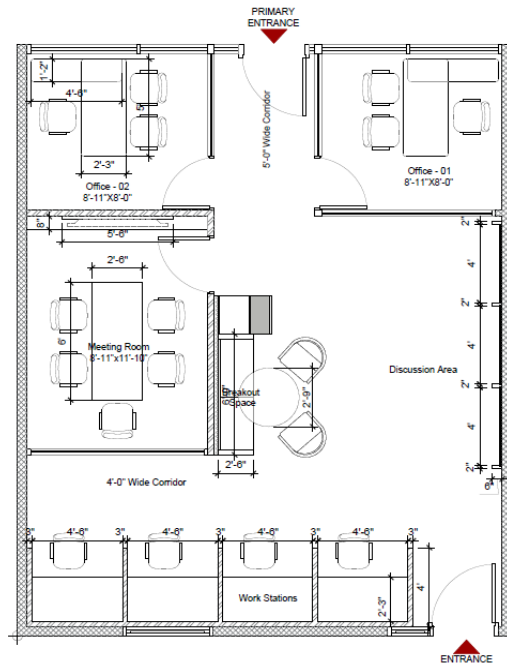 PRIMARY
ENTRANCE
1'-2"
4'-6"
5'
2'-3"
Office - 02
8'-11"X8'-0"
5'-0" Wide Corridor
Office - 01
8'-11"X8'-0"
8"
5'-6"
2'-6"
6'
Meeting Room
8'-11"x11'-10"
2"
4'
2"
4'
2"
4'
2"
6"
Discussion Area
Breakout
Space
2'-9"
2'-6"
4'-0" Wide Corridor
3"
4'-6"
3"
4'-6"
3"
4'-6"
3"
4'-6"
3"
Work Stations
2'-3"
4'
ENTRANCE